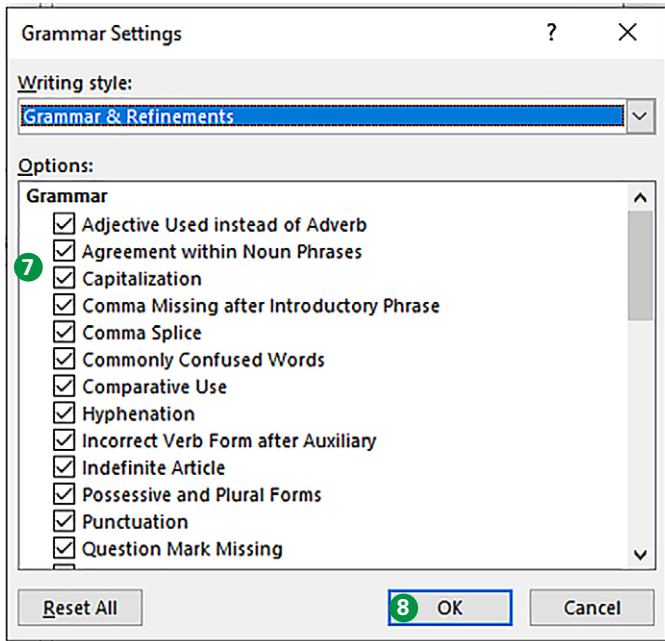 Grammar Settings ? ×
Writing style:
Grammar & Refinements
Options:
Grammar
Adjective Used instead of Adverb
Agreement within Noun Phrases
7
Capitalization
Comma Missing after Introductory Phrase
Comma Splice
Commonly Confused Words
Comparative Use
Hyphenation
Incorrect Verb Form after Auxiliary
Indefinite Article
Possessive and Plural Forms
Punctuation
Question Mark Missing
Reset All 8 OK Cancel